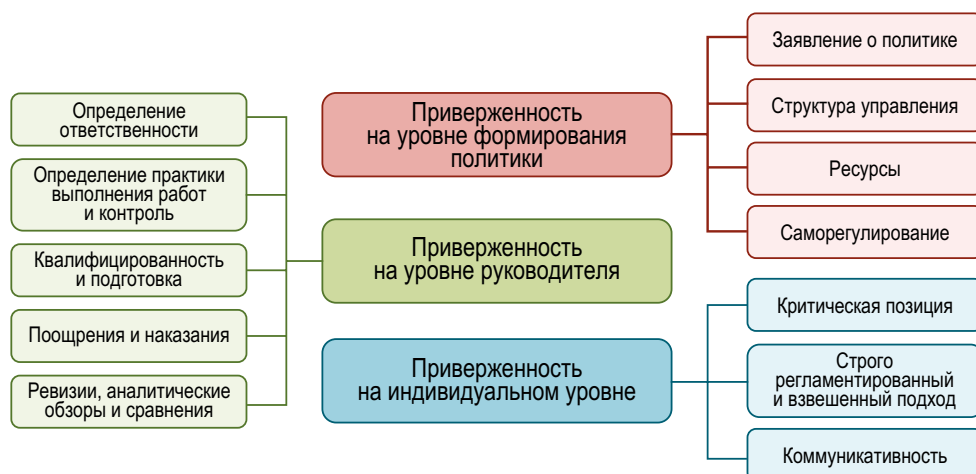 Определение
ответственности
Определение практики
выполнения работ
и контроль
Квалифицированность
и подготовка
Поощрения и наказания
Ревизии, аналитические
обзоры и сравнения
Приверженность
на уровне формирования
политики
Приверженность
на уровне руководителя
Приверженность
на индивидуальном уровне
Заявление о политике
Структура управления
Ресурсы
Саморегулирование
Критическая позиция
Строго
регламентированный
и взвешенный подход
Коммуникативность